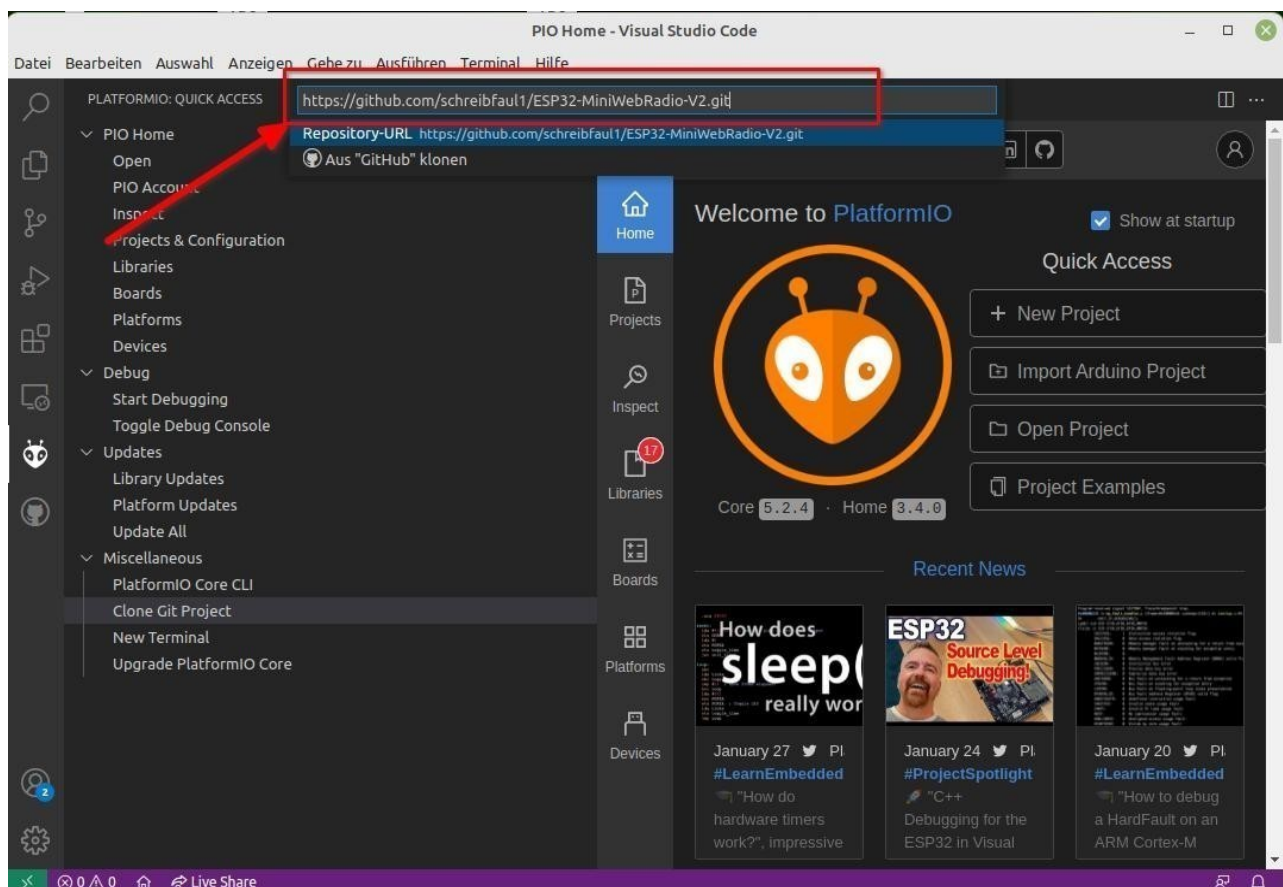 PIO Home - Visual Studio Code
Datei Bearbeiten Auswahl Anzeigen Gehe zu Ausführen Terminal Hilfe
PLATFORMIO: QUICK ACCESS
https://github.com/schreibfaul1/ESP32-MiniWebRadio-V2.git
Repository-URL https://github.com/schreibfaul1/ESP32-MiniWebRadio-V2.git
Aus "GitHub" klonen
PIO Home
Open
PIO Account
Inspect
Projects & Configuration
Libraries
Boards
Platforms
Devices
Debug
Start Debugging
Toggle Debug Console
Updates
Library Updates
Platform Updates
Update All
Miscellaneous
PlatformIO Core CLI
Clone Git Project
New Terminal
Upgrade PlatformIO Core
2
Home
Projects
Inspect
17
Libraries
Boards
Platforms
Devices
Welcome to PlatformIO
Show at startup
Quick Access
New Project
Import Arduino Project
Open Project
Project Examples
Core 5.2.4 · Home 3.4.0
Recent News
How does
sleep(
really wor
January 27 Pl
#LearnEmbedded
"How do
hardware timers
work?", impressive
ESP32
Source Level
Debugging!
January 24 Pl
#ProjectSpotlight
"C++
Debugging for the
ESP32 in Visual
January 20 Pl
#LearnEmbedded
"How to debug
a HardFault on an
ARM Cortex-M
0 0 Live Share